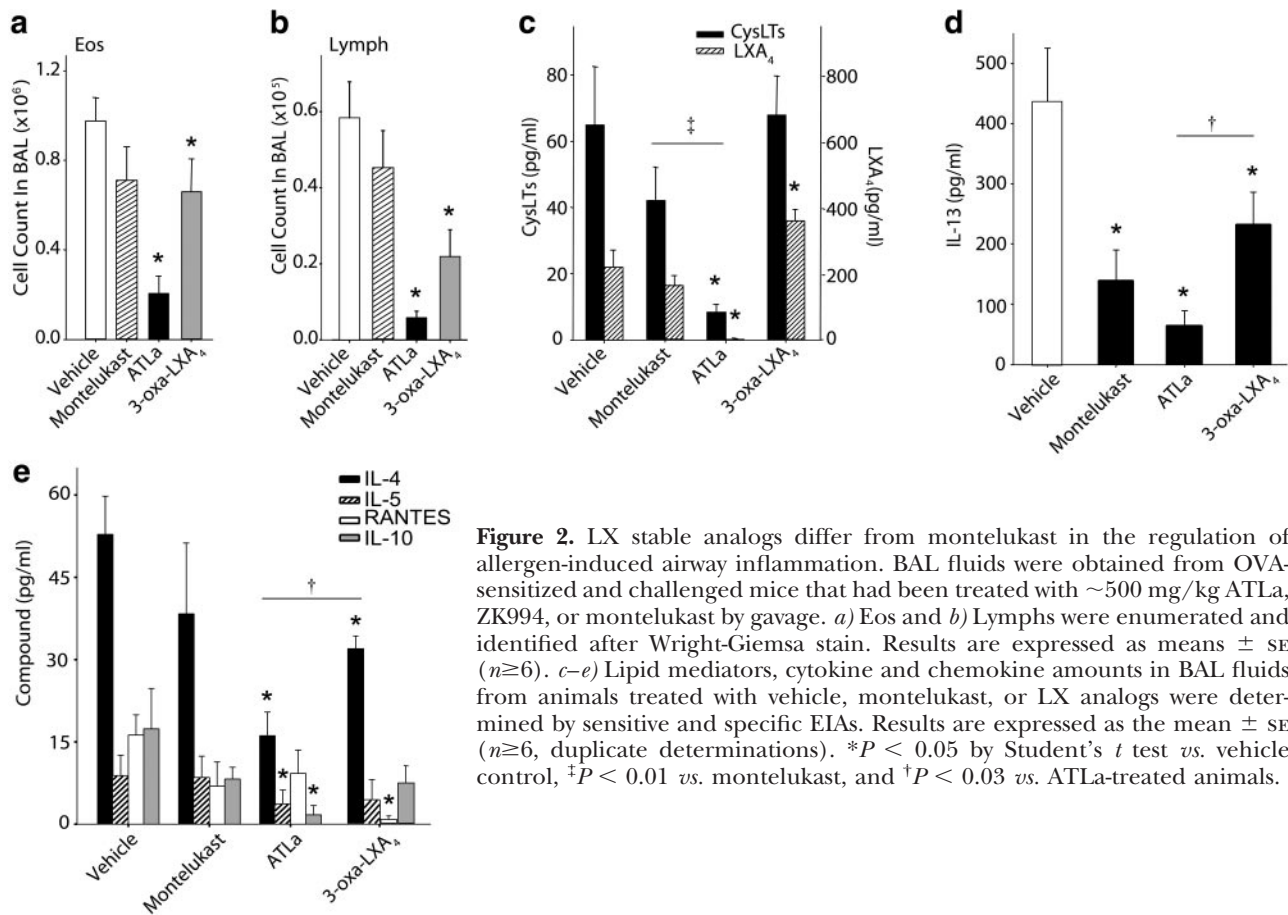 a
Eos
Cell Count In BAL (x10⁶)
1.2
0.8
0.4
0.0
*
*
Vehicle
Montelukast
ATLa
3-oxa-LXA₄
b
Lymph
Cell Count In BAL (x10⁵)
0.6
0.4
0.2
0.0
*
*
Vehicle
Montelukast
ATLa
3-oxa-LXA₄
c
CysLTs
LXA₄
CysLTs (pg/ml)
80
60
40
20
0
‡
*
*
*
800
600
400
200
0
LXA₄(pg/ml)
Vehicle
Montelukast
ATLa
3-oxa-LXA₄
d
IL-13 (pg/ml)
500
450
300
250
100
100
0
†
*
*
*
Vehicle
Montelukast
ATLa
3-oxa-LXA₄
e
IL-4
IL-5
RANTES
IL-10
Compound (pg/ml)
60
45
30
15
0
†
*
*
*
*
*
Vehicle
Montelukast
ATLa
3-oxa-LXA₄
Figure 2. LX stable analogs differ from montelukast in the regulation of
allergen-induced airway inflammation. BAL fluids were obtained from OVA-
sensitized and challenged mice that had been treated with ~500 mg/kg ATLa,
ZK994, or montelukast by gavage. a) Eos and b) Lymphs were enumerated and
identified after Wright-Giemsa stain. Results are expressed as means ± SE
(n≥6). c–e) Lipid mediators, cytokine and chemokine amounts in BAL fluids
from animals treated with vehicle, montelukast, or LX analogs were deter-
mined by sensitive and specific EIAs. Results are expressed as the mean ± SE
(n≥6, duplicate determinations). *P < 0.05 by Student's t test vs. vehicle
control, ‡P < 0.01 vs. montelukast, and †P < 0.03 vs. ATLa-treated animals.